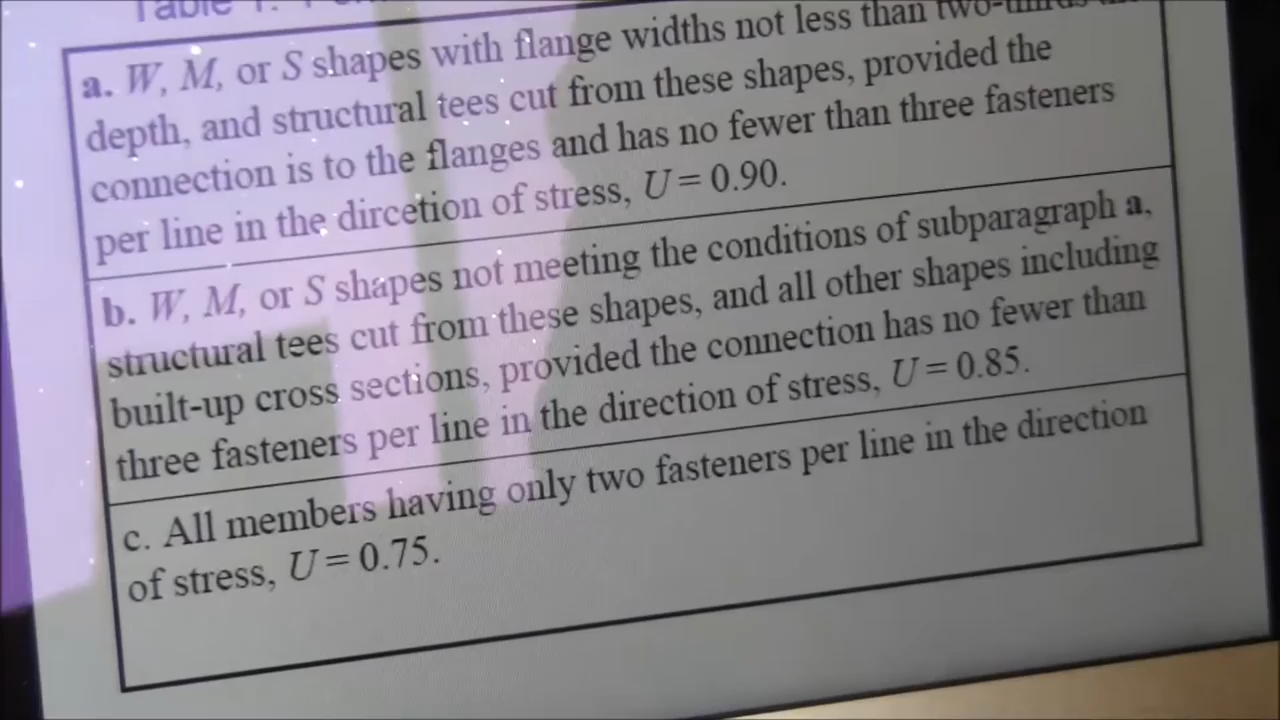 Table 1.
a. W, M, or S shapes with flange widths not less than
depth, and structural tees cut from these shapes, provided the
connection is to the flanges and has no fewer than three fasteners
per line in the dircetion of stress, U = 0.90.
b. W, M, or S shapes not meeting the conditions of subparagraph a,
structural tees cut from these shapes, and all other shapes including
built-up cross sections, provided the connection has no fewer than
three fasteners per line in the direction of stress, U = 0.85.
c. All members having only two fasteners per line in the direction
of stress, U = 0.75.